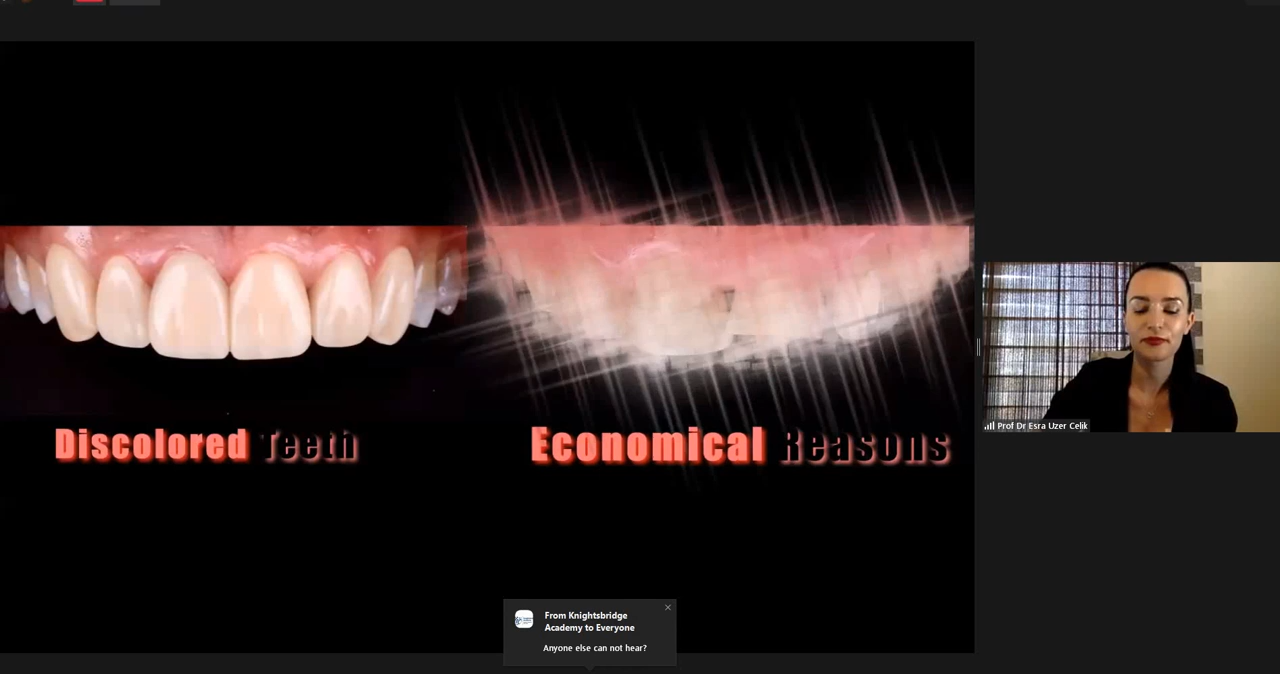 Discolored Teeth
Economical Reasons
Prof Dr Esra Uzer Celik
From Knightsbridge
Academy to Everyone
Anyone else can not hear?